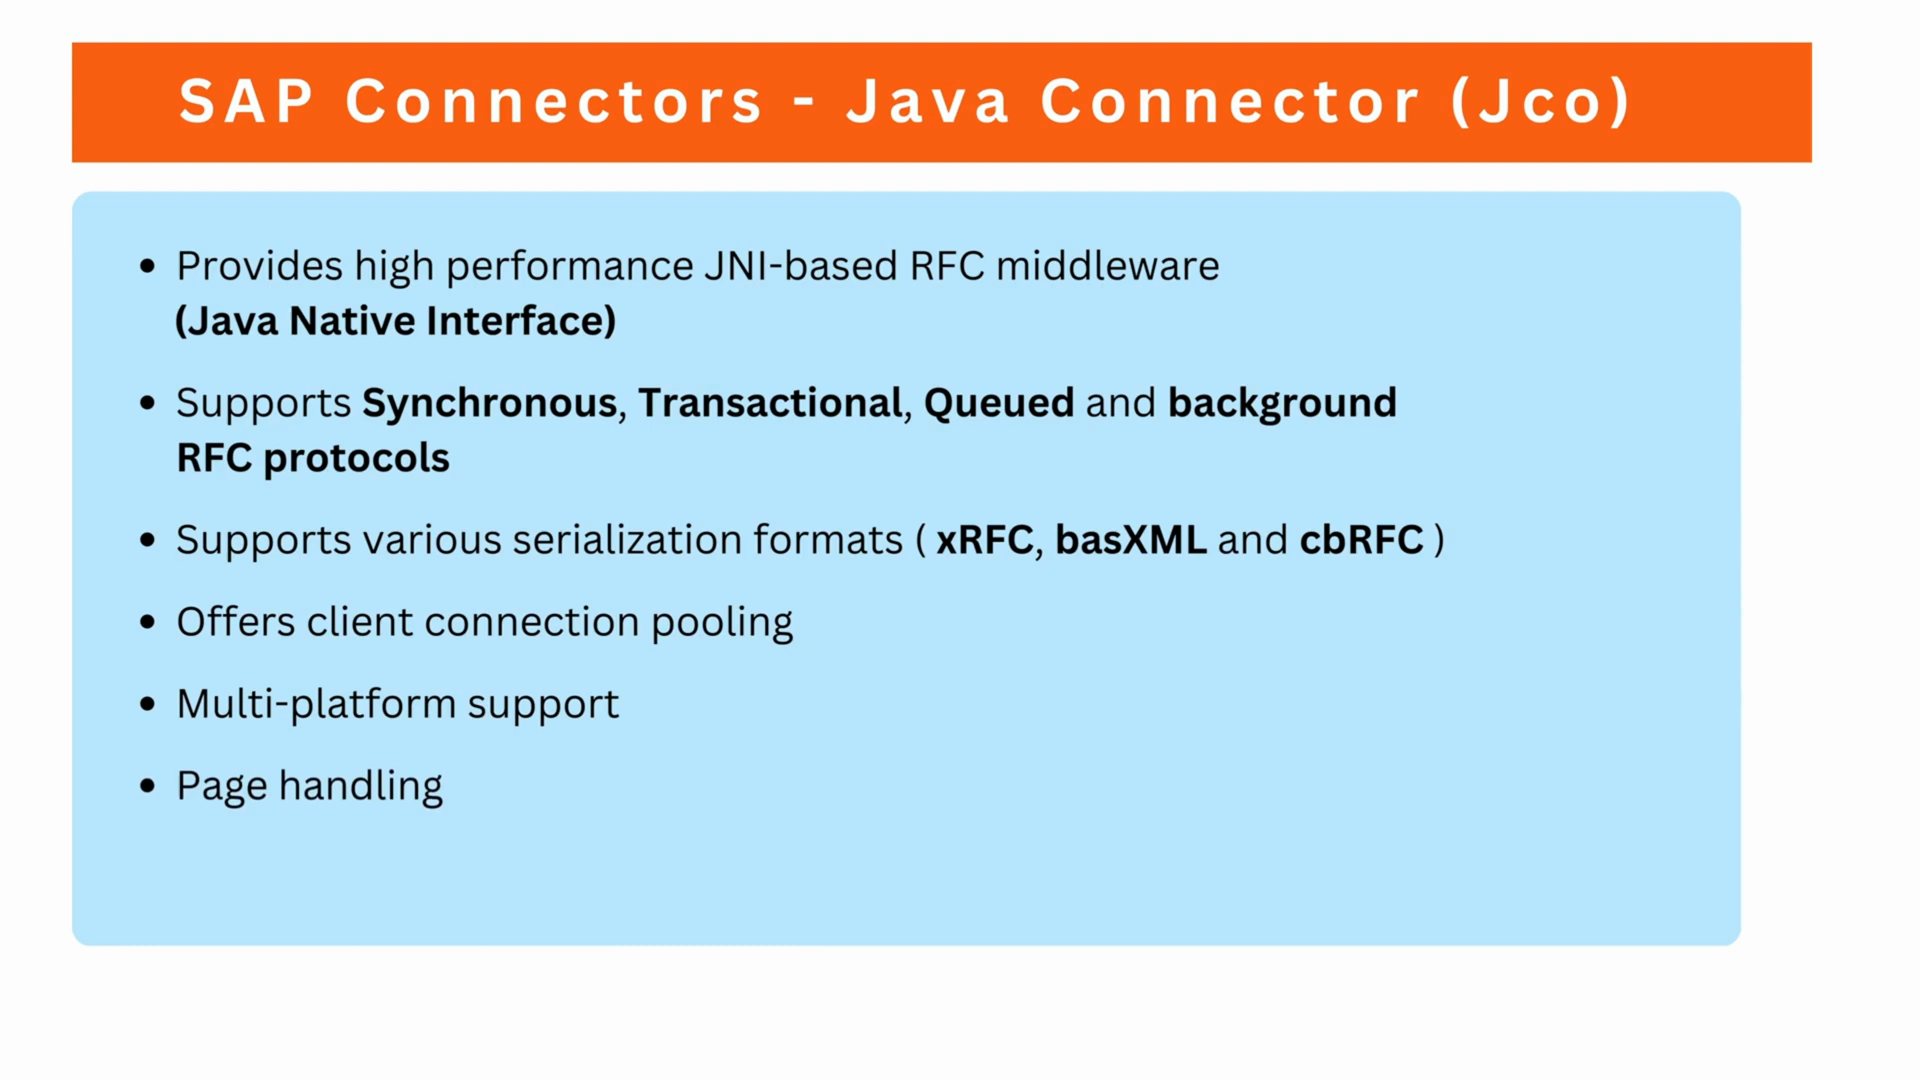 SAP Connectors - Java Connector (Jco)
• Provides high performance JNI-based RFC middleware
(Java Native Interface)
• Supports Synchronous, Transactional, Queued and background
RFC protocols
• Supports various serialization formats ( xRFC, basXML and cbRFC )
• Offers client connection pooling
• Multi-platform support
• Page handling